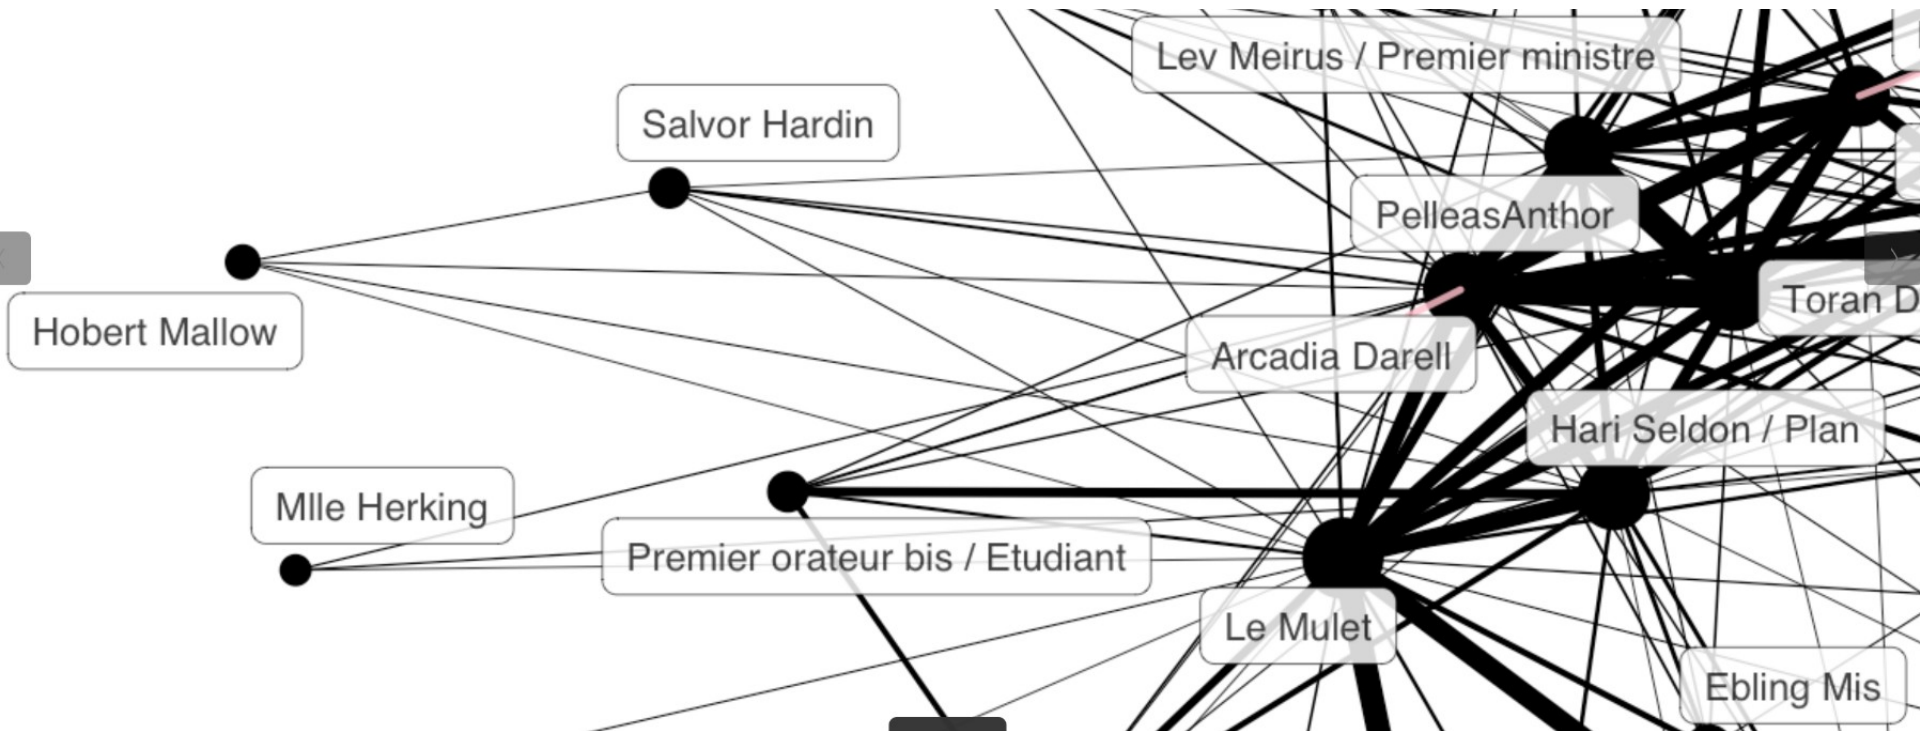 Lev Meirus / Premier ministre
Salvor Hardin
PelleasAnthor
Toran D
Hobert Mallow
Arcadia Darell
Hari Seldon / Plan
Mlle Herking
Premier orateur bis / Etudiant
Le Mulet
Ebling Mis